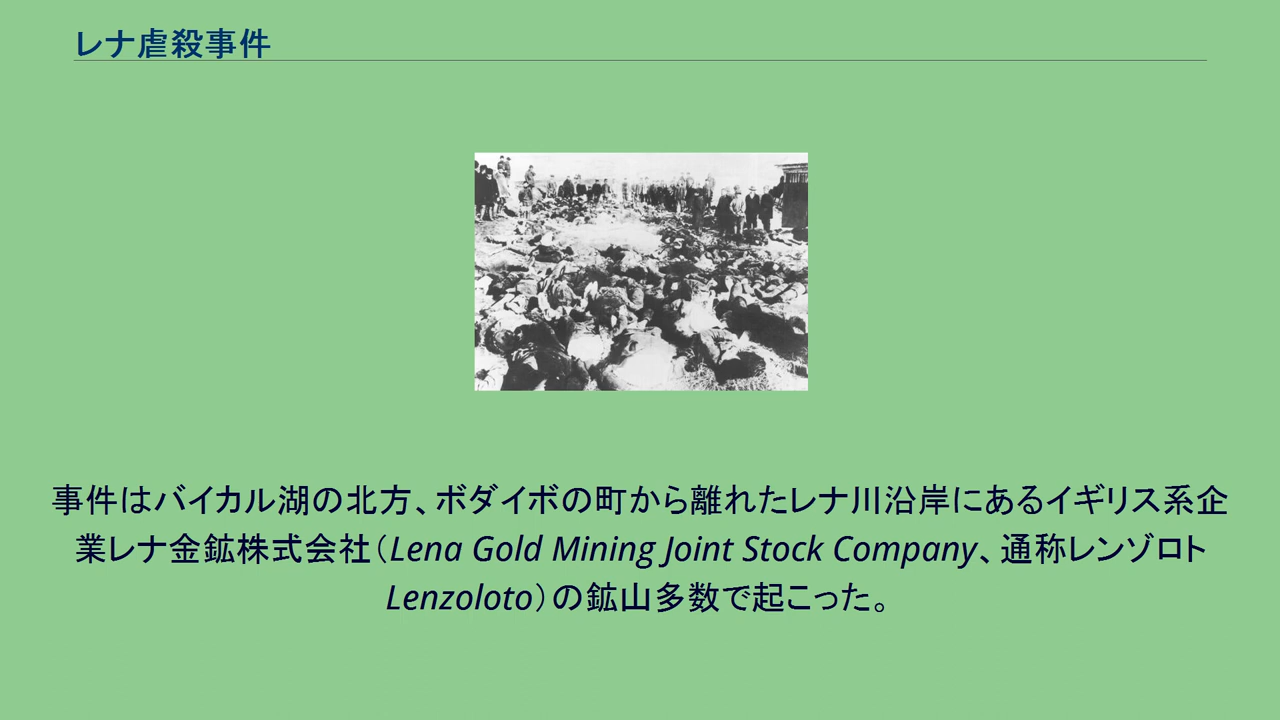 レナ虐殺事件
事件はバイカル湖の北方、ボダイボの町から離れたレナ川沿岸にあるイギリス系企
業レナ金鉱株式会社（Lena Gold Mining Joint Stock Company、通称レンゾロト
Lenzoloto）の鉱山多数で起こった。